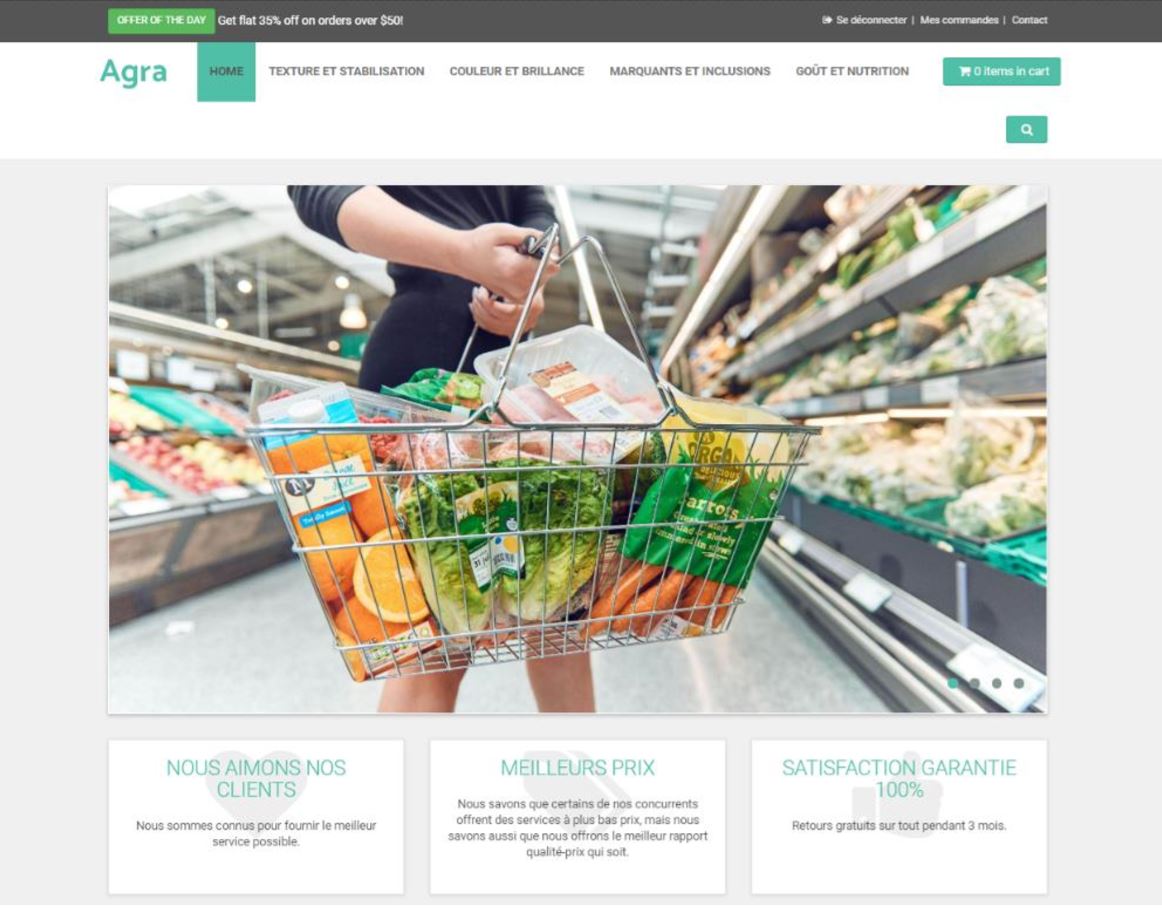 OFFER OF THE DAY Get flat 35% off on orders over $50!
Se déconnecter | Mes commandes | Contact
Agra
HOME
TEXTURE ET STABILISATION
COULEUR ET BRILLANCE
MARQUANTS ET INCLUSIONS
GOÛT ET NUTRITION
0 items in cart
arrots
NOUS AIMONS NOS
CLIENTS
Nous sommes connus pour fournir le meilleur
service possible.
MEILLEURS PRIX
Nous savons que certains de nos concurrents
offrent des services à plus bas prix, mais nous
savons aussi que nous offrons le meilleur rapport
qualité-prix qui soit.
SATISFACTION GARANTIE
100%
Retours gratuits sur tout pendant 3 mois.